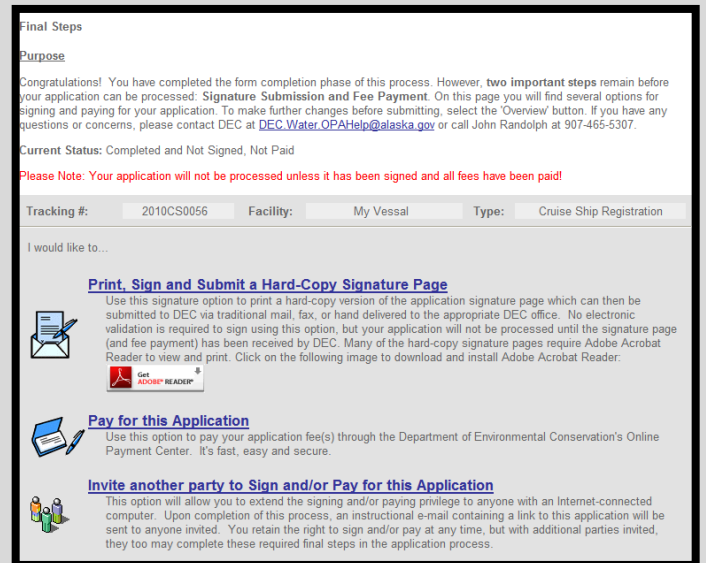 Final Steps
Purpose
Congratulations!  You have completed the form completion phase of this process. However, two important steps remain before
your application can be processed: Signature Submission and Fee Payment. On this page you will find several options for
signing and paying for your application. To make further changes before submitting, select the 'Overview' button. If you have any
questions or concerns, please contact DEC at DEC.Water.OPAHelp@alaska.gov or call John Randolph at 907-465-5307.
Current Status: Completed and Not Signed, Not Paid
Please Note: Your application will not be processed unless it has been signed and all fees have been paid!
Tracking #: 2010CS0056 Facility: My Vessal Type: Cruise Ship Registration
I would like to...
Print, Sign and Submit a Hard-Copy Signature Page
Use this signature option to print a hard-copy version of the application signature page which can then be
submitted to DEC via traditional mail, fax, or hand delivered to the appropriate DEC office.  No electronic
validation is required to sign using this option, but your application will not be processed until the signature page
(and fee payment) has been received by DEC. Many of the hard-copy signature pages require Adobe Acrobat
Reader to view and print. Click on the following image to download and install Adobe Acrobat Reader:
Get
ADOBE® READER®
Pay for this Application
Use this option to pay your application fee(s) through the Department of Environmental Conservation's Online
Payment Center.  It's fast, easy and secure.
Invite another party to Sign and/or Pay for this Application
This option will allow you to extend the signing and/or paying privilege to anyone with an Internet-connected
computer.  Upon completion of this process, an instructional e-mail containing a link to this application will be
sent to anyone invited.  You retain the right to sign and/or pay at any time, but with additional parties invited,
they too may complete these required final steps in the application process.